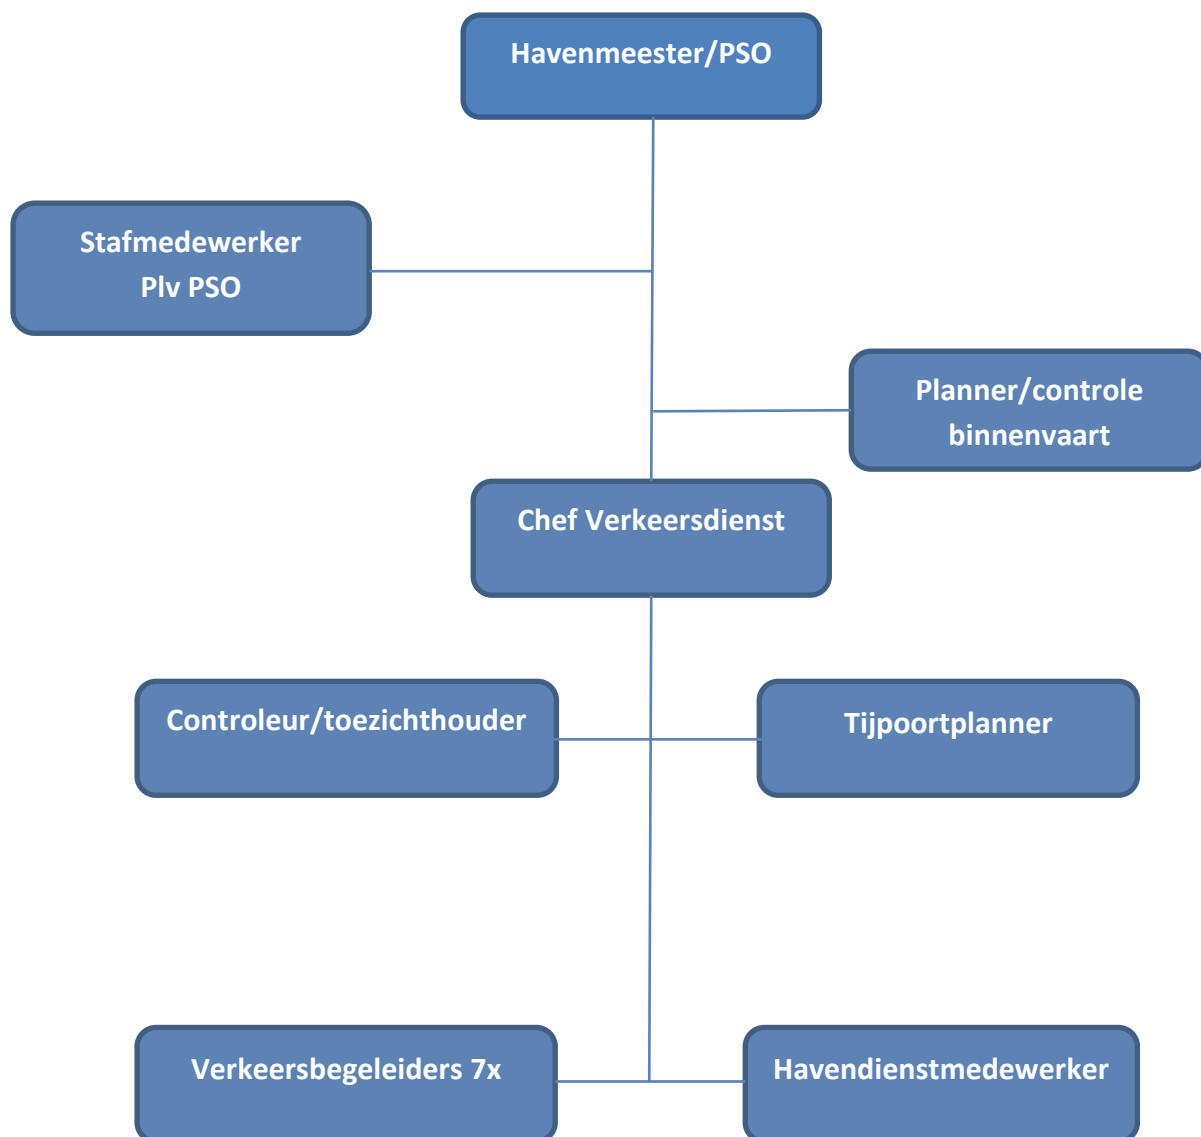 Havenmeester/PSO
Stafmedewerker
Plv PSO
Planner/controle
binnenvaart
Chef Verkeersdienst
Controleur/toezichthouder
Tijpoortplanner
Verkeersbegeleiders 7x
Havendienstmedewerker